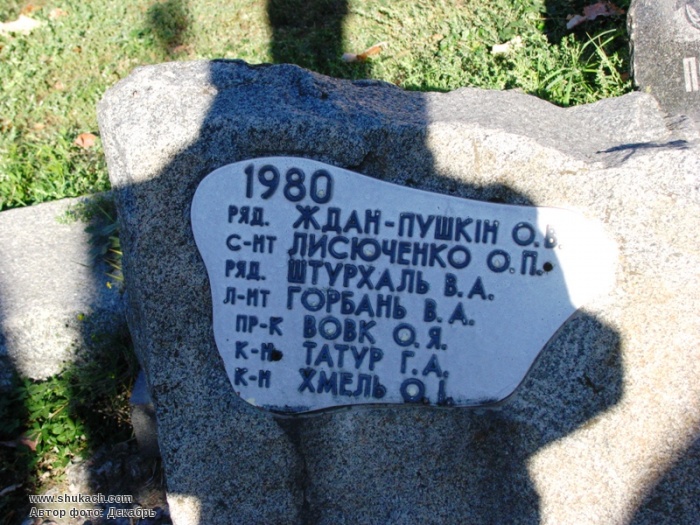 1980
РЯД. ЖДАН-ПУШКІН О.В.
С-НТ ЛИСЮЧЕНКО О.П.
РЯД. ШТУРХАЛЬ В.А.
Л-НТ ГОРБАНЬ В.А.
ПР-К ВОВК О.Я.
К-Н ТАТУР Г.А.
К-Н ХМЕЛЬ О.І.
www.shukach.com
Автор фото: Декабрь